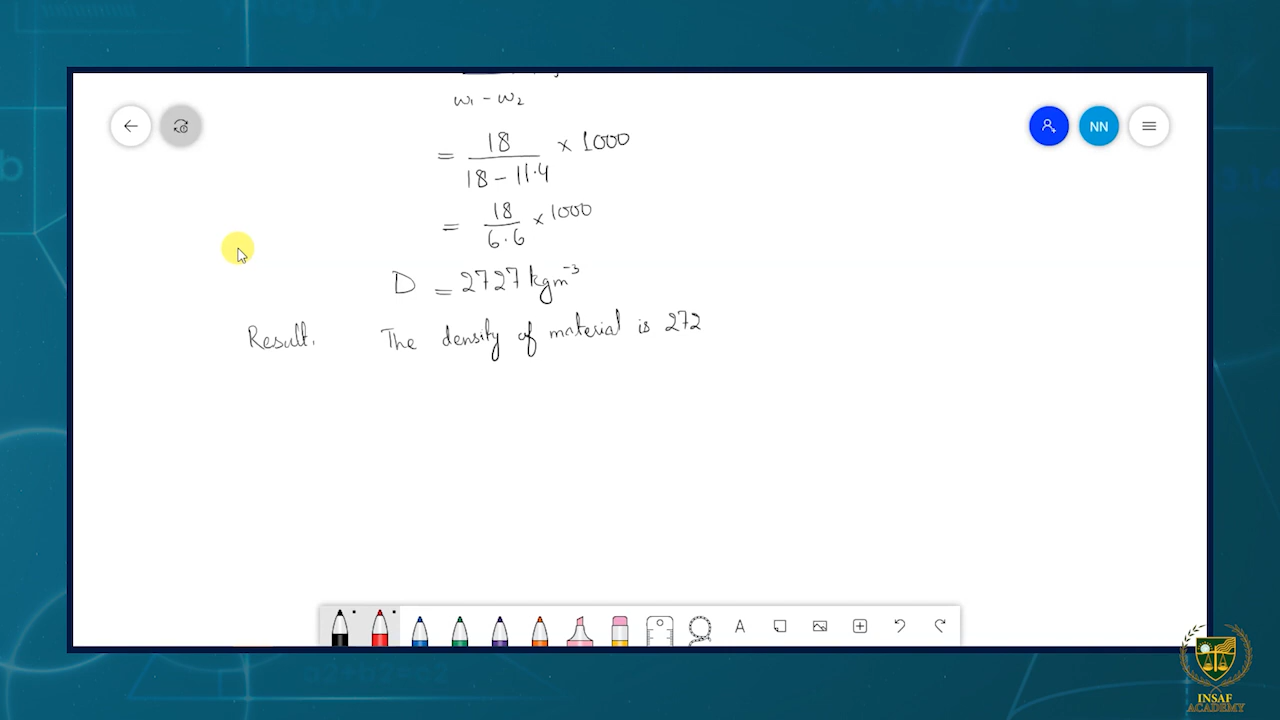 w₁ - w₂
= 18 / 18 - 11.4 × 1000
= 18 / 6.6 × 1000
D = 2727 kgm⁻³
Result. The density of material is 272
NN
A
INSAF
ACADEMY